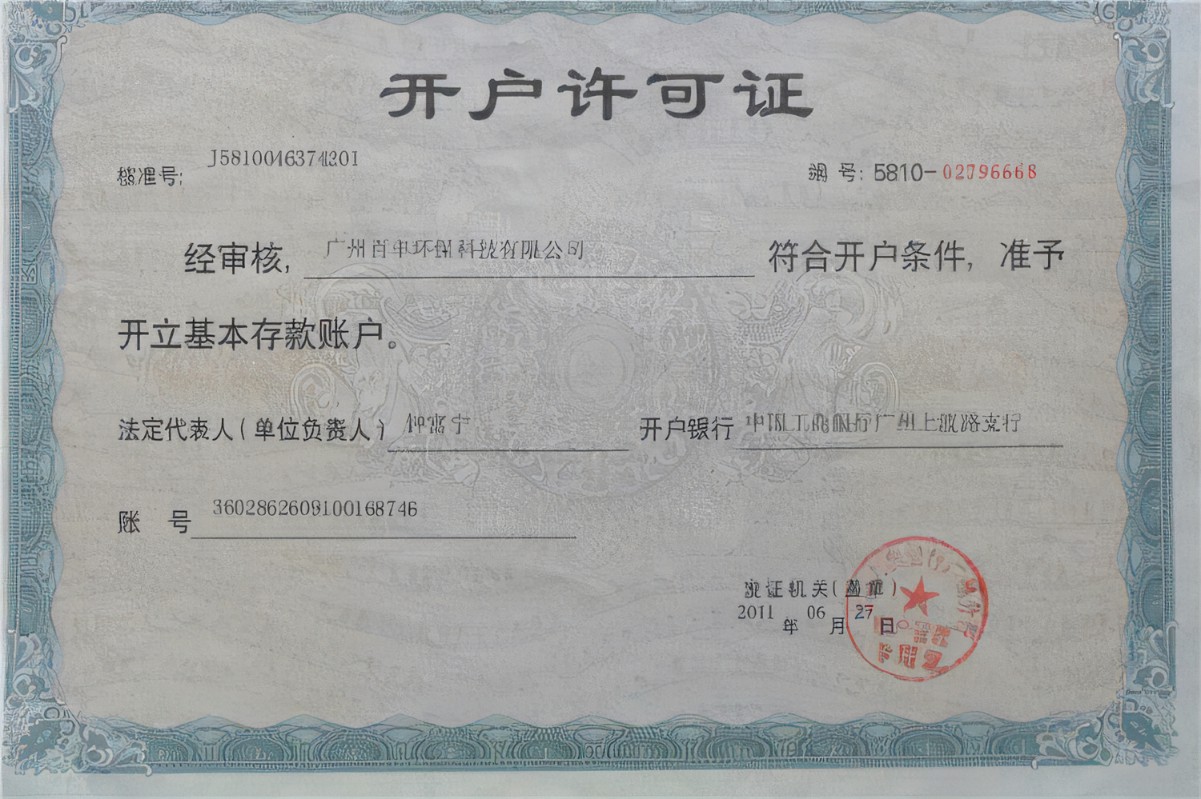 开户许可证
核准号: J5810046374201
编 号: 5810-02796668
经审核, 广州百申环保科技有限公司 符合开户条件, 准予
开立基本存款账户。
法定代表人(单位负责人) 钟富宁 开户银行 中国工商银行广州上步路支行
账 号 3602862609100168746
发证机关(盖章)
2011 年 06 月 27 日